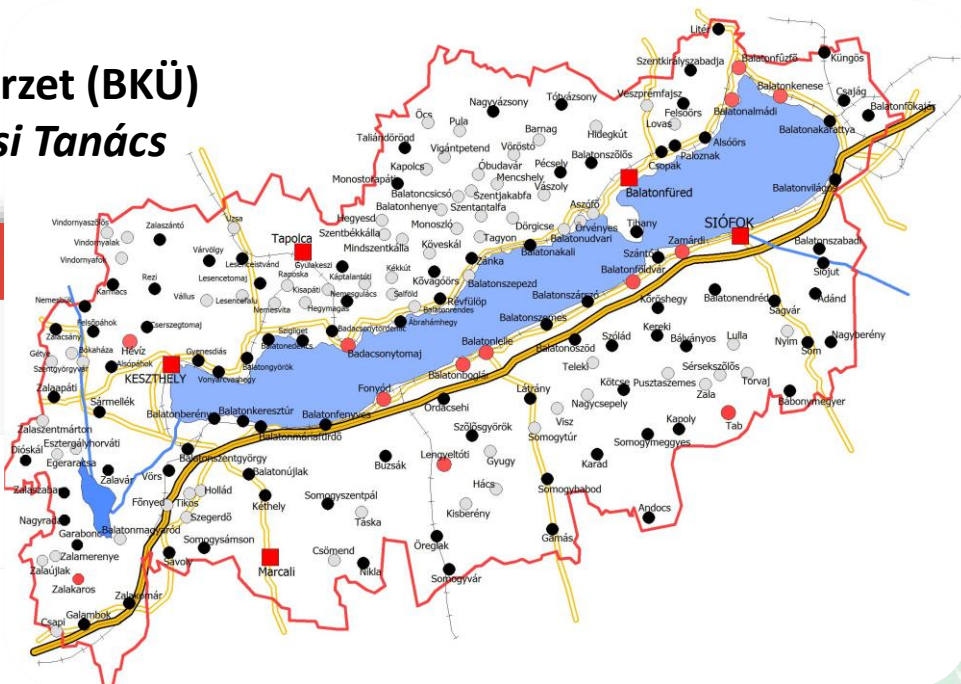 rzet (BKÜ)
si Tanács
Litér
Balatonfűzfő
Küngös
Szentkirályszabadja
Balatonkenese
Csajág
Balatonfőkajár
Veszprémfajsz
Felsőörs
Balatonalmádi
Lovas
Balatonakarattya
Tótvázsony
Nagyvázsony
Öcs
Pula
Barnag
Hidegkút
Alsóörs
Taliándörögd
Vigántpetend
Vöröstó
Paloznak
Csopak
Kapolcs
Óbudavár
Pécsely
Balatonszőlős
Mencshely
Monostorapáti
Balatoncsicsó
Szentjakabfa
Vászoly
Balatonfüred
Balatonvilágos
Balatonhenye
Szentantalfa
Aszófő
Hegyesd
Monoszló
Dörgicse
Örvényes
Tihany
SIÓFOK
Vindornyaszőlős
Zalaszántó
Uzsa
Szentbékkálla
Tagyon
Balatonudvari
Zamárdi
Vindornyalak
Várvölgy
Tapolca
Mindszentkálla
Köveskál
Balatonakali
Szántód
Balatonszabadi
Vindornyafok
Lesenceistvánd
Gyulakeszi
Zánka
Balatonföldvár
Siójut
Rezi
Lesencetomaj
Raposka
Káptalantóti
Kékkút
Kővágóörs
Balatonszepezd
Karmacs
Vállus
Kisapáti
Nemesgulács
Salföld
Balatonszárszó
Balatonendréd
Ádánd
Nemesbük
Lesencefalu
Nemesvita
Hegymagas
Balatonrendes
Révfülöp
Kőröshegy
Ságvár
Felsőpáhok
Cserszegtomaj
Szigliget
Badacsonytördemic
Ábrahámhegy
Balatonszemes
Kereki
Zalacsány
Bókaháza
Hévíz
Balatonederics
Balatonlelle
Balatonőszöd
Szólád
Bálványos
Lulla
Nyim
Nagyberény
Gétye
Alsópáhok
Gyenesdiás
Balatongyörök
Badacsonytomaj
Som
Szentgyörgyvár
KESZTHELY
Vonyarcvashegy
Balatonboglár
Teleki
Sérsekszőlős
Zalaapáti
Fonyód
Kötcse
Pusztaszemes
Torvaj
Sármellék
Balatonberény
Balatonkeresztúr
Balatonfenyves
Ordacsehi
Látrány
Nagycsepely
Zala
Bábonymegyer
Zalaszentmárton
Balatonmáriafürdő
Visz
Kapoly
Tab
Esztergályhorváti
Szőlősgyörök
Somogytúr
Somogymeggyes
Dióskál
Egeraracsa
Balatonszentgyörgy
Zalavár
Vörs
Balatonújlak
Buzsák
Lengyeltóti
Gyugy
Karád
Zalaszabar
Hollád
Hács
Somogybabod
Főnyed
Tikos
Kéthely
Somogyszentpál
Nagyrada
Szegerdő
Táska
Kisberény
Andocs
Garabonc
Balatonmagyaród
Zalamerenye
Somogysámson
Öreglak
Gamás
Zalaújlak
Sávoly
Marcali
Csömend
Nikla
Somogyvár
Zalakaros
Zalakomár
Galambok
Csapi